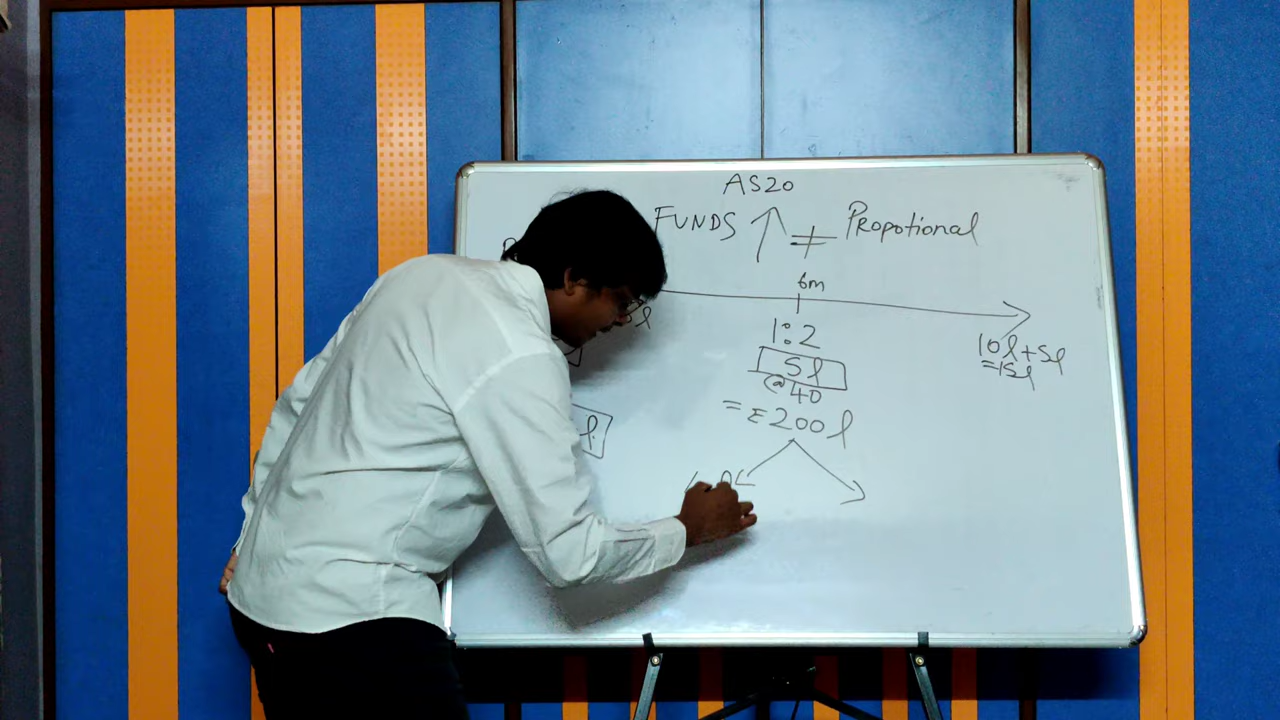 AS20
FUNDS ↑ ≠ Propotional
6m
1:2
10l+5l
=15l
5l
@40
= ₤200l